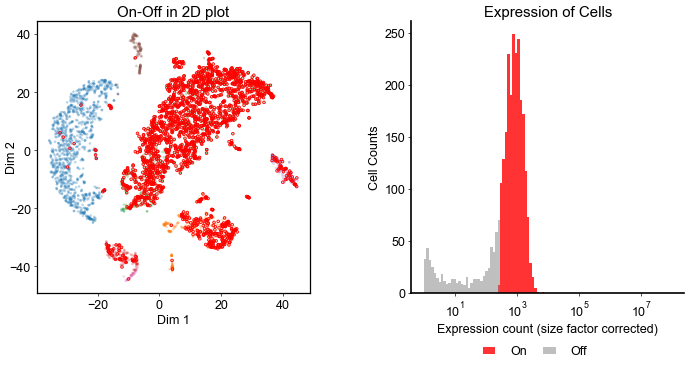 On-Off in 2D plot
Dim 2
40
20
0
−20
−40
−20 0 20 40
Dim 1
Expression of Cells
Cell Counts
250
200
150
100
50
0
10^1 10^3 10^5 10^7
Expression count (size factor corrected)
On Off